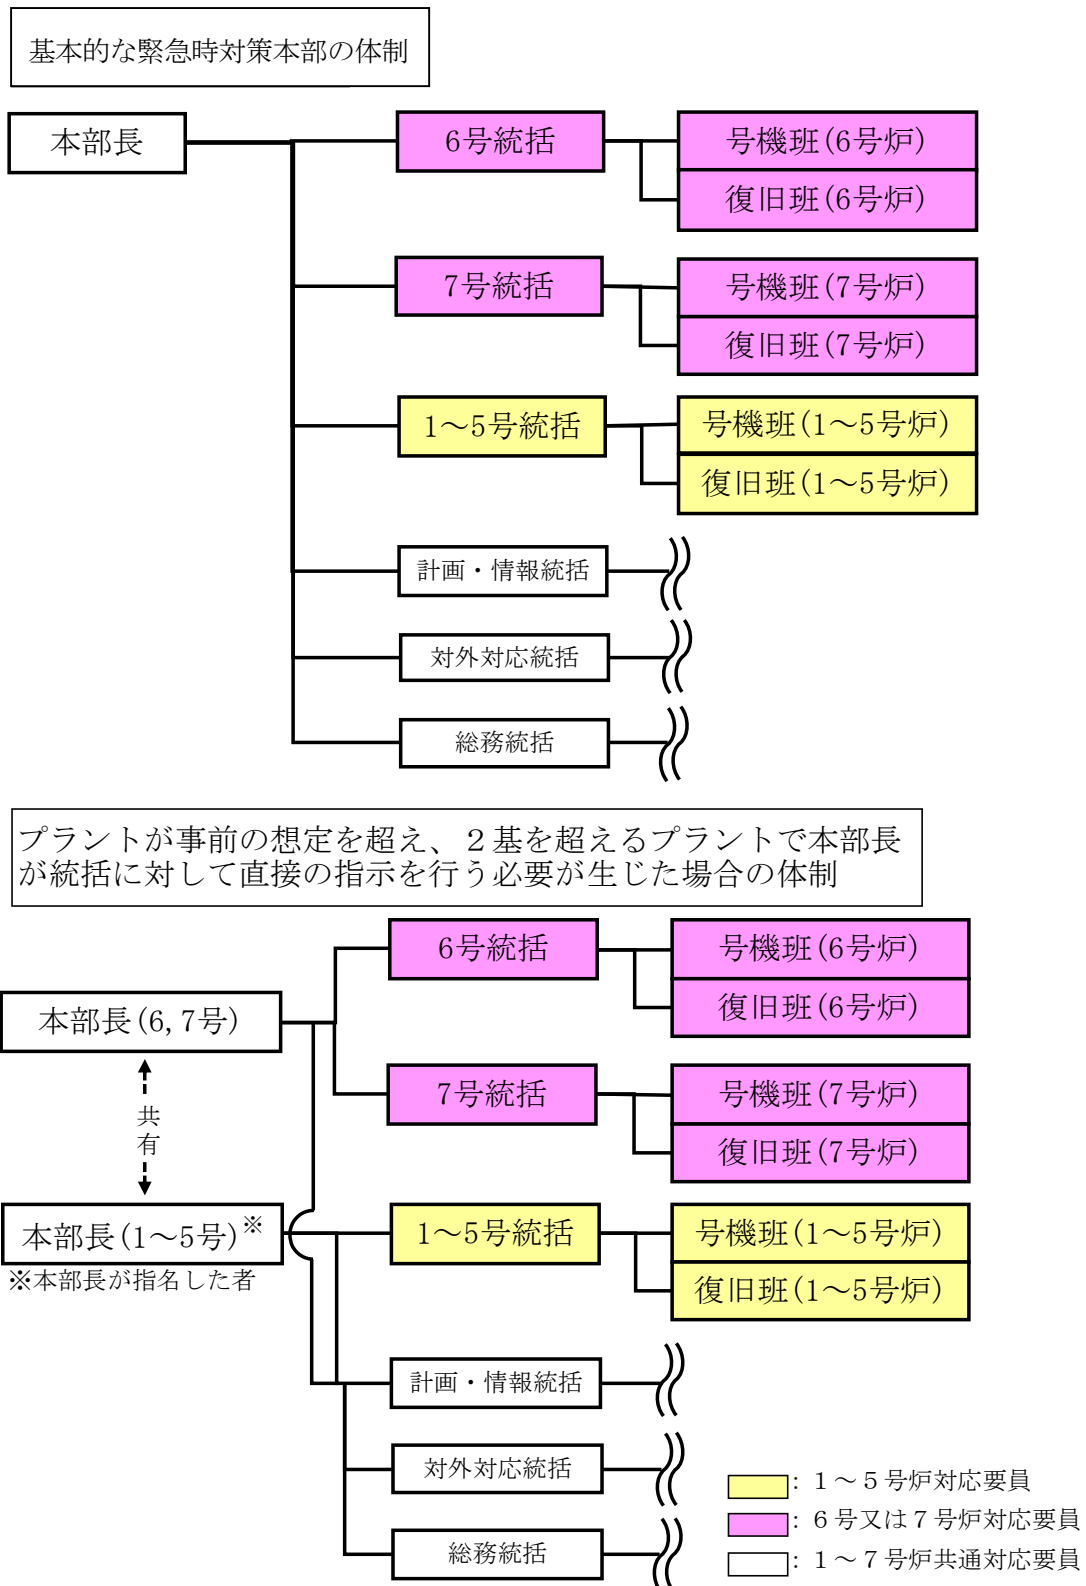 基本的な緊急時対策本部の体制
本部長
6号統括
号機班(6号炉)
復旧班(6号炉)
7号統括
号機班(7号炉)
復旧班(7号炉)
1～5号統括
号機班(1～5号炉)
復旧班(1～5号炉)
計画・情報統括
対外対応統括
総務統括
プラントが事前の想定を超え、２基を超えるプラントで本部長
が統括に対して直接の指示を行う必要が生じた場合の体制
6号統括
号機班(6号炉)
復旧班(6号炉)
本部長(6,7号)
7号統括
号機班(7号炉)
復旧班(7号炉)
共有
本部長(1～5号)※
※本部長が指名した者
1～5号統括
号機班(1～5号炉)
復旧班(1～5号炉)
計画・情報統括
対外対応統括
総務統括
：１～５号炉対応要員
：６号又は７号炉対応要員
：１～７号炉共通対応要員